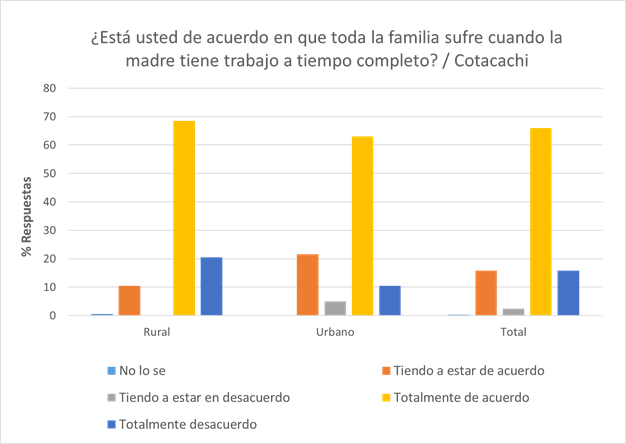 ¿Está usted de acuerdo en que toda la familia sufre cuando la
madre tiene trabajo a tiempo completo? / Cotacachi
80
70
60
50
40
30
20
10
0
% Respuestas
Rural
Urbano
Total
No lo se
Tiendo a estar de acuerdo
Tiendo a estar en desacuerdo
Totalmente de acuerdo
Totalmente desacuerdo